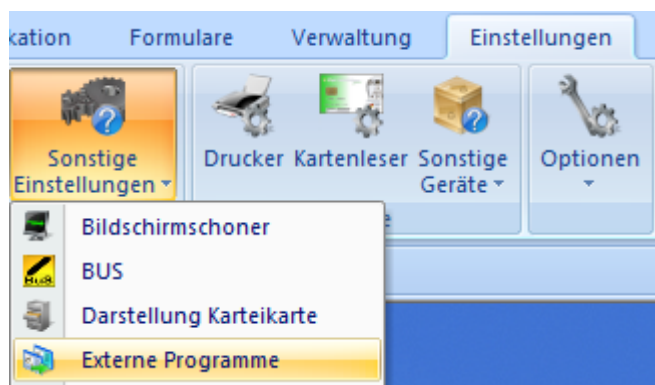 kation Formulare Verwaltung Einstellungen
Sonstige Einstellungen
Drucker
Kartenleser
Sonstige Geräte
Optionen
Bildschirmschoner
BUS
Darstellung Karteikarte
Externe Programme